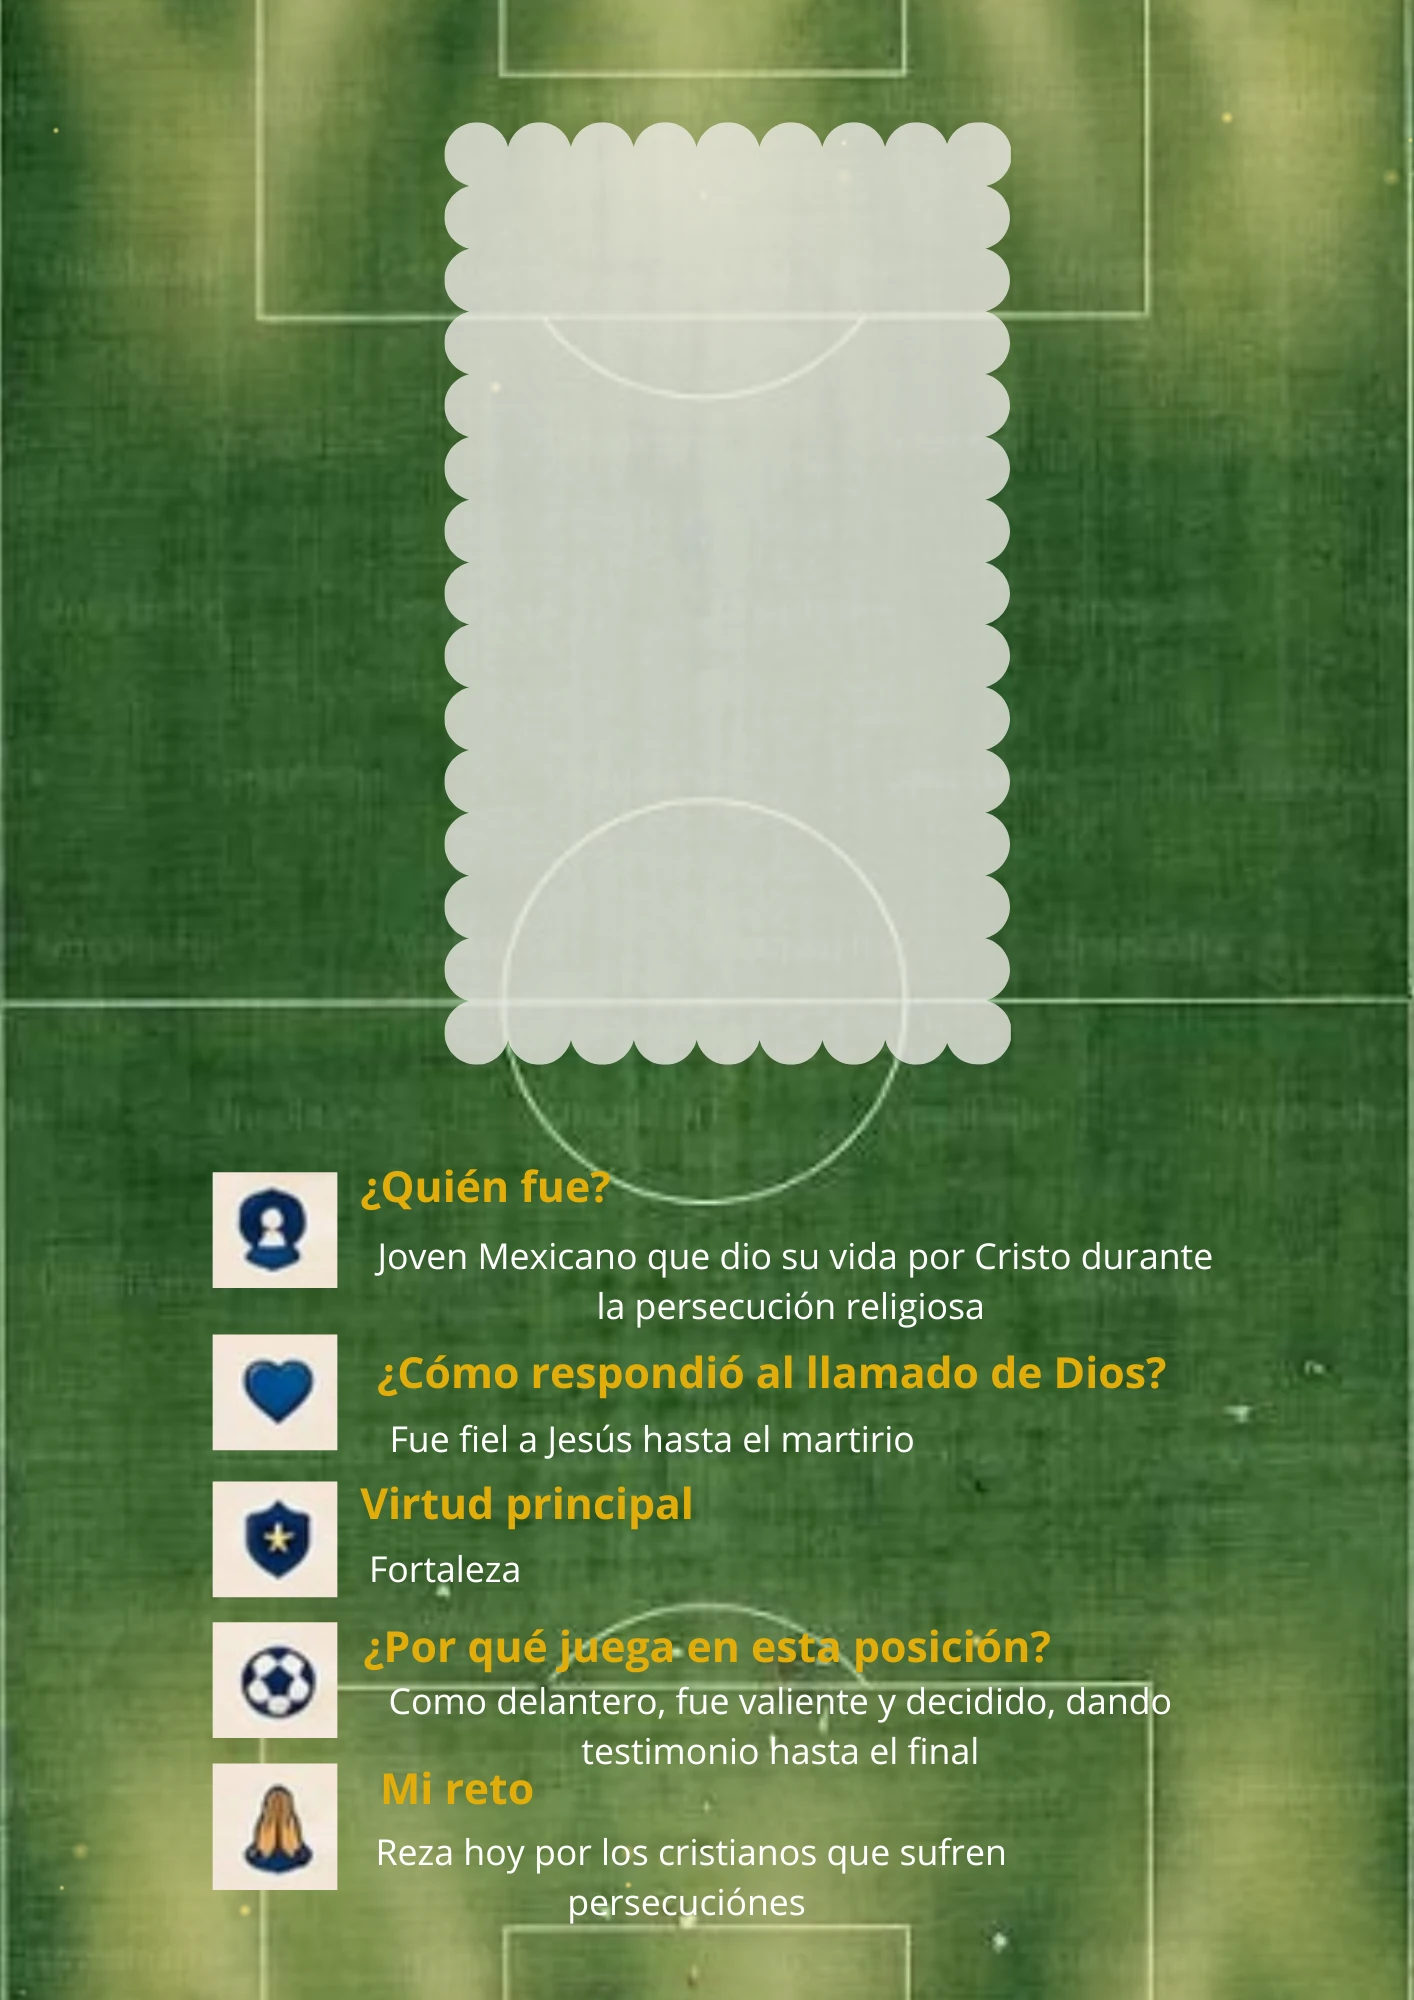 ¿Quién fue?
Joven Mexicano que dio su vida por Cristo durante
la persecución religiosa
¿Cómo respondió al llamado de Dios?
Fue fiel a Jesús hasta el martirio
Virtud principal
Fortaleza
¿Por qué juega en esta posición?
Como delantero, fue valiente y decidido, dando
testimonio hasta el final
Mi reto
Reza hoy por los cristianos que sufren
persecuciónes